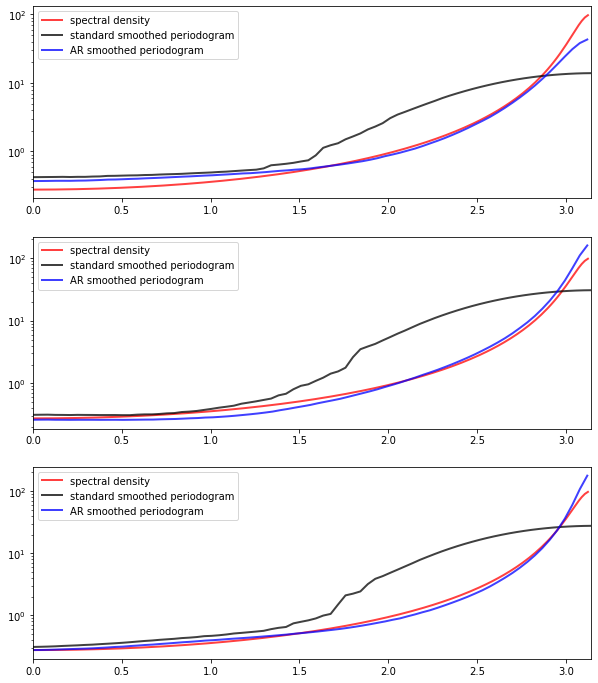 10²
10¹
10⁰
spectral density
standard smoothed periodogram
AR smoothed periodogram
0.0 0.5 1.0 1.5 2.0 2.5 3.0
10²
10¹
10⁰
spectral density
standard smoothed periodogram
AR smoothed periodogram
0.0 0.5 1.0 1.5 2.0 2.5 3.0
10²
10¹
10⁰
spectral density
standard smoothed periodogram
AR smoothed periodogram
0.0 0.5 1.0 1.5 2.0 2.5 3.0